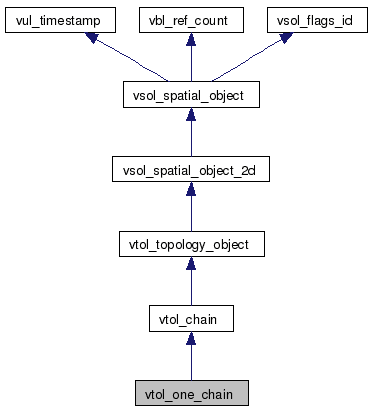 vul_timestamp vbl_ref_count vsol_flags_id
vsol_spatial_object
vsol_spatial_object_2d
vtol_topology_object
vtol_chain
vtol_one_chain